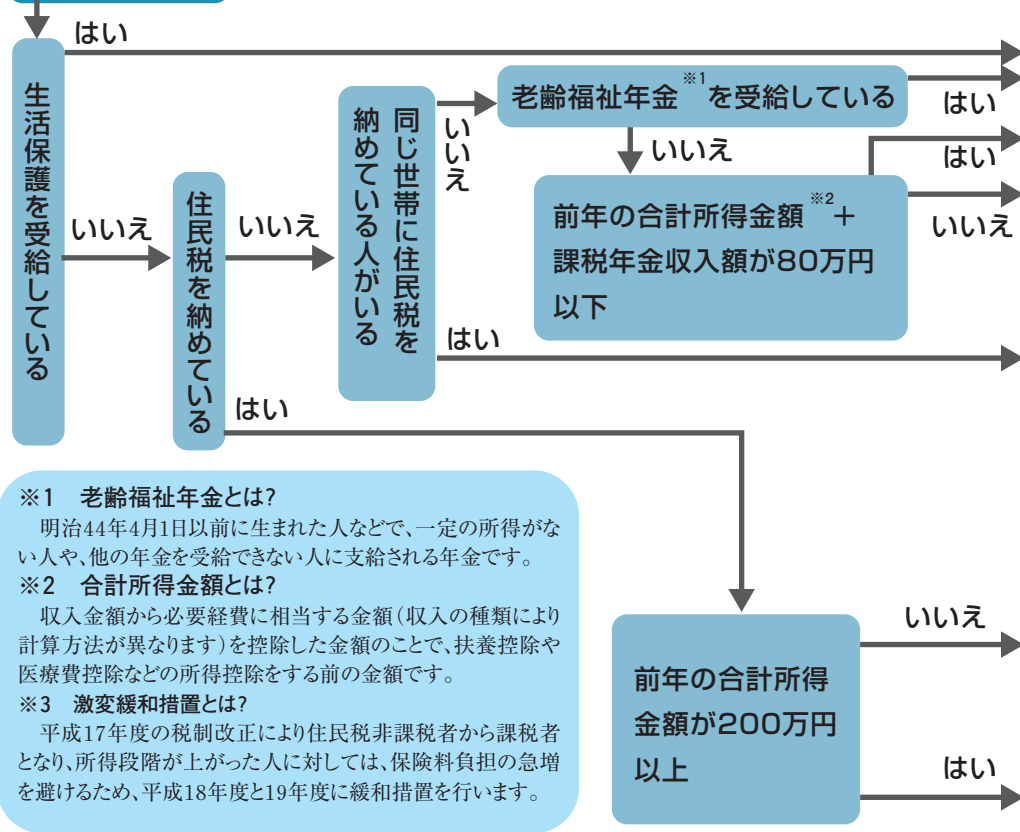 はい
生活保護を受給している
いいえ
住民税を納めている
いいえ
はい
同じ世帯に住民税を
納めている人がいる
いいえ
はい
老齢福祉年金※1を受給している
はい
いいえ
前年の合計所得金額※2+
課税年金収入額が80万円
以下
はい
いいえ
前年の合計所得
金額が200万円
以上
いいえ
はい
※1 老齢福祉年金とは?
明治44年4月1日以前に生まれた人などで、一定の所得がな
い人や、他の年金を受給できない人に支給される年金です。
※2 合計所得金額とは?
収入金額から必要経費に相当する金額(収入の種類により
計算方法が異なります)を控除した金額のことで、扶養控除や
医療費控除などの所得控除をする前の金額です。
※3 激変緩和措置とは?
平成17年度の税制改正により住民税非課税者から課税者
となり、所得段階が上がった人に対しては、保険料負担の急増
を避けるため、平成18年度と19年度に緩和措置を行います。